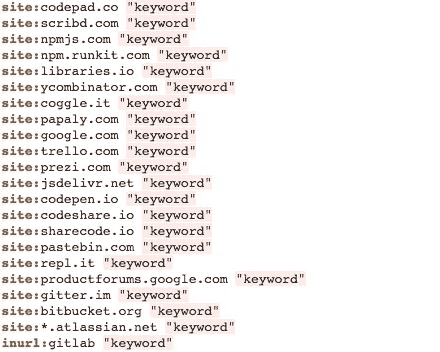 site:codepad.co "keyword"
site:scribd.com "keyword"
site:npmjs.com "keyword"
site:npm.runkit.com "keyword"
site:libraries.io "keyword"
site:ycombinator.com "keyword"
site:coggle.it "keyword"
site:papaly.com "keyword"
site:google.com "keyword"
site:trello.com "keyword"
site:prezi.com "keyword"
site:jsdelivr.net "keyword"
site:codepen.io "keyword"
site:codeshare.io "keyword"
site:sharecode.io "keyword"
site:pastebin.com "keyword"
site:repl.it "keyword"
site:productforums.google.com "keyword"
site:gitter.im "keyword"
site:bitbucket.org "keyword"
site:*.atlassian.net "keyword"
inurl:gitlab "keyword"